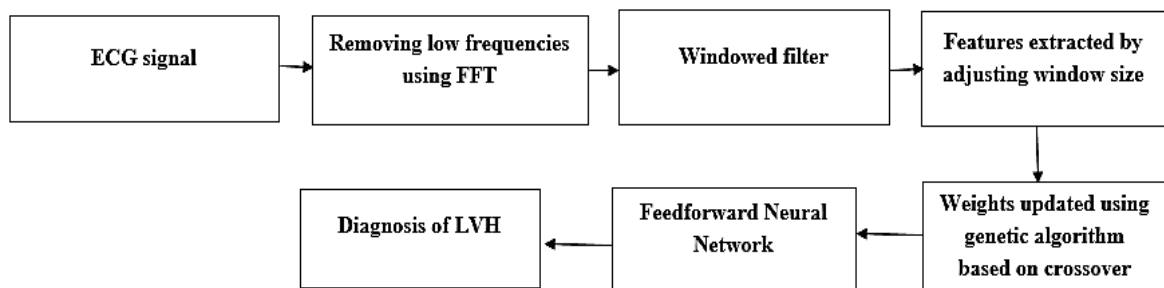 ECG signal
Removing low frequencies
using FFT
Windowed filter
Features extracted by
adjusting window size
Weights updated using
genetic algorithm
based on crossover
Feedforward Neural
Network
Diagnosis of LVH